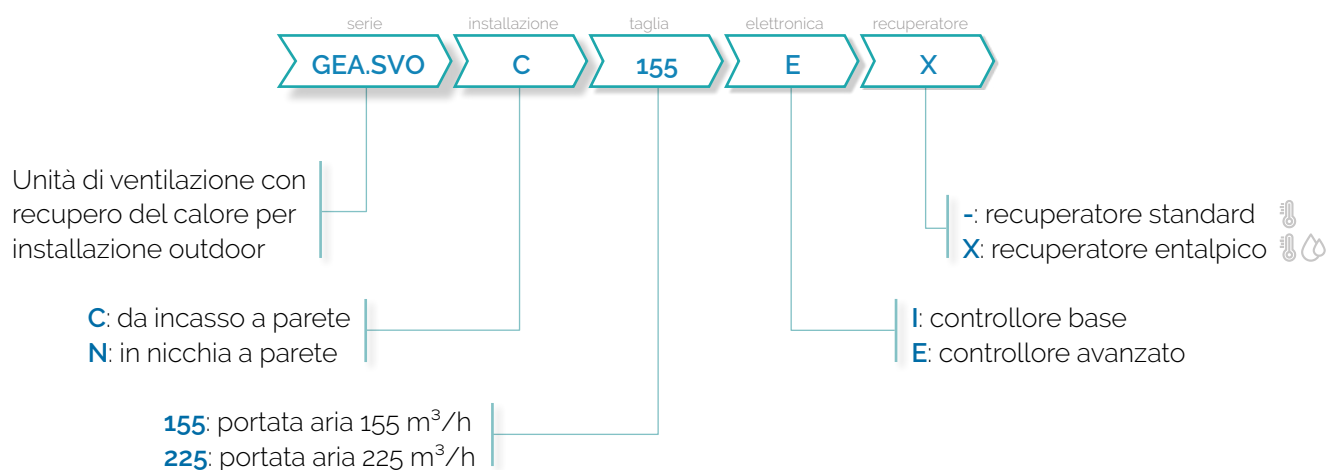 serie installazione taglia elettronica recuperatore
GEA.SVO C 155 E X
Unità di ventilazione con
recupero del calore per
installazione outdoor
-: recuperatore standard
X: recuperatore entalpico
C: da incasso a parete
N: in nicchia a parete
I: controllore base
E: controllore avanzato
155: portata aria 155 m³/h
225: portata aria 225 m³/h